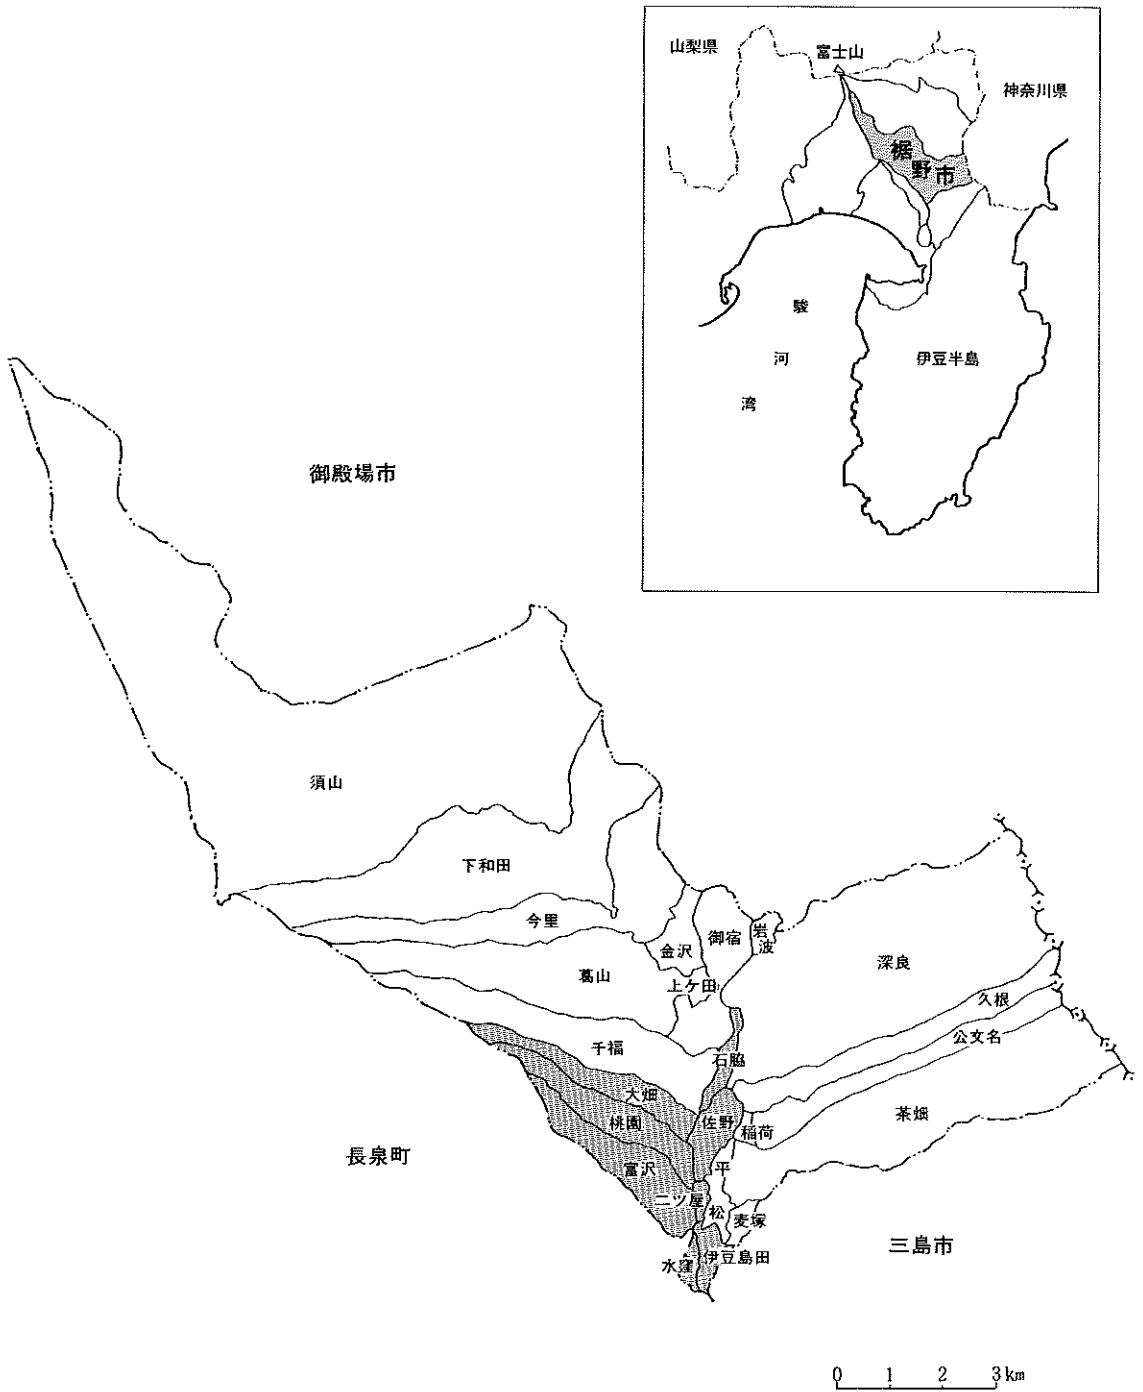 山梨県
富士山
神奈川県
裾野市
駿河湾
伊豆半島
御殿場市
須山
下和田
今里
金沢
御宿
岩波
深良
葛山
上ケ田
久根
千福
公文名
石脇
大畑
茶畑
桃園
佐野
稲荷
長泉町
富沢
平松
二ツ屋
麦塚
三島市
水窪
伊豆島田
0 1 2 3km